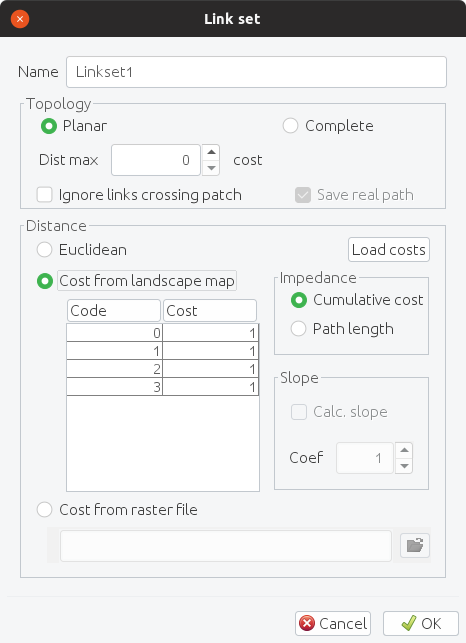 Link set
Name Linkset1
Topology
Planar Complete
Dist max 0 cost
Ignore links crossing patch Save real path
Distance
Euclidean Load costs
Cost from landscape map
Impedance
Cumulative cost
Path length
Code Cost
0 1
1 1
2 1
3 1
Slope
Calc. slope
Coef 1
Cost from raster file
Cancel OK